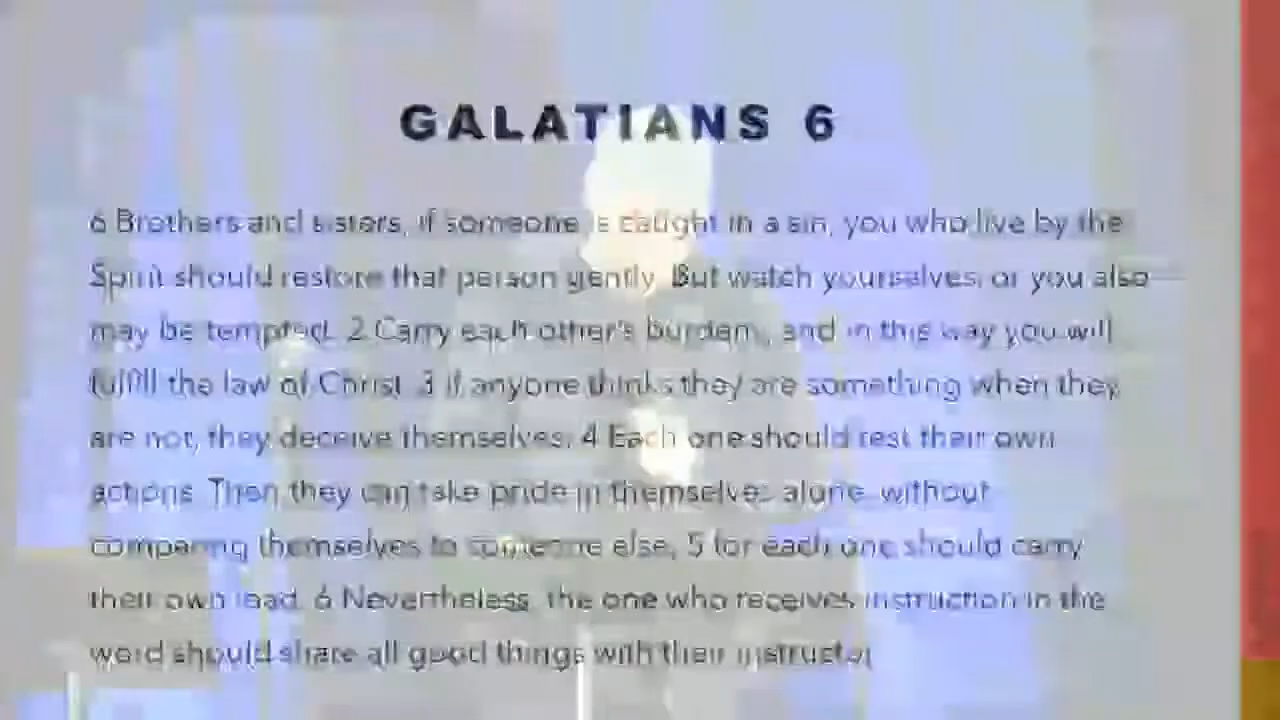 GALATIANS 6
6 Brothers and sisters, if someone is caught in a sin, you who live by the
Spirit should restore that person gently. But watch yourselves, or you also
may be tempted. 2 Carry each other's burdens, and in this way you will
fulfill the law of Christ. 3 If anyone thinks they are something when they
are not, they deceive themselves. 4 Each one should test their own
actions. Then they can take pride in themselves alone, without
comparing themselves to someone else, 5 for each one should carry
their own load. 6 Nevertheless, the one who receives instruction in the
word should share all good things with their instructor